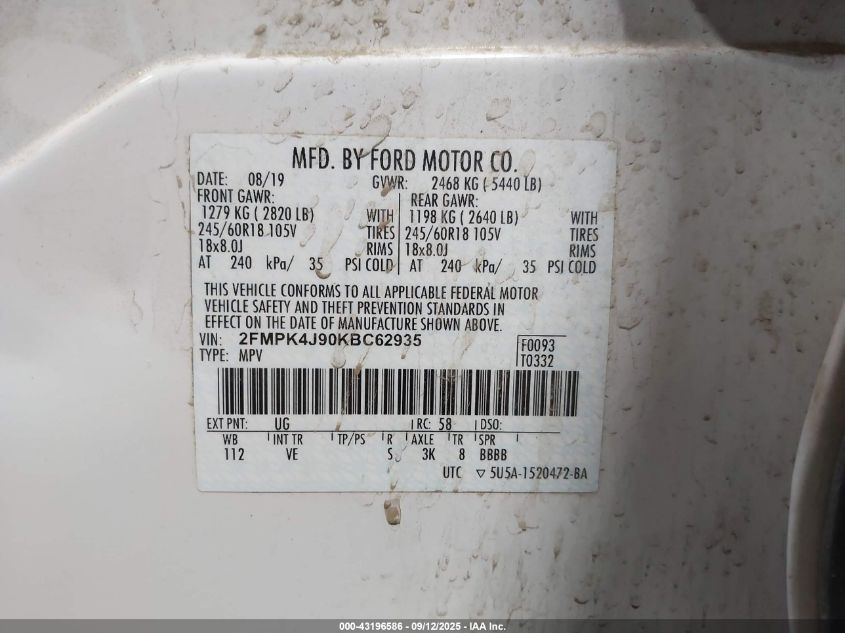 MFD. BY FORD MOTOR CO.
DATE: 08/19 GVWR: 2468 KG ( 5440 LB)
FRONT GAWR: REAR GAWR:
1279 KG ( 2820 LB) WITH 1198 KG ( 2640 LB) WITH
245/60R18 105V TIRES 245/60R18 105V TIRES
18x8.0J RIMS 18x8.0J RIMS
AT 240 kPa/ 35 PSI COLD AT 240 kPa/ 35 PSI COLD
THIS VEHICLE CONFORMS TO ALL APPLICABLE FEDERAL MOTOR
VEHICLE SAFETY AND THEFT PREVENTION STANDARDS IN
EFFECT ON THE DATE OF MANUFACTURE SHOWN ABOVE.
VIN: 2FMPK4J90KBC62935 F0093
TYPE: MPV T0332
EXT PNT: UG RC: 58 DSO:
WB INT TR TP/PS R AXLE TR SPR
112 VE S 3K 8 BBBB
UTC ▽ 5U5A-1520472-BA
000-43196586 - 09/12/2025 - IAA Inc.